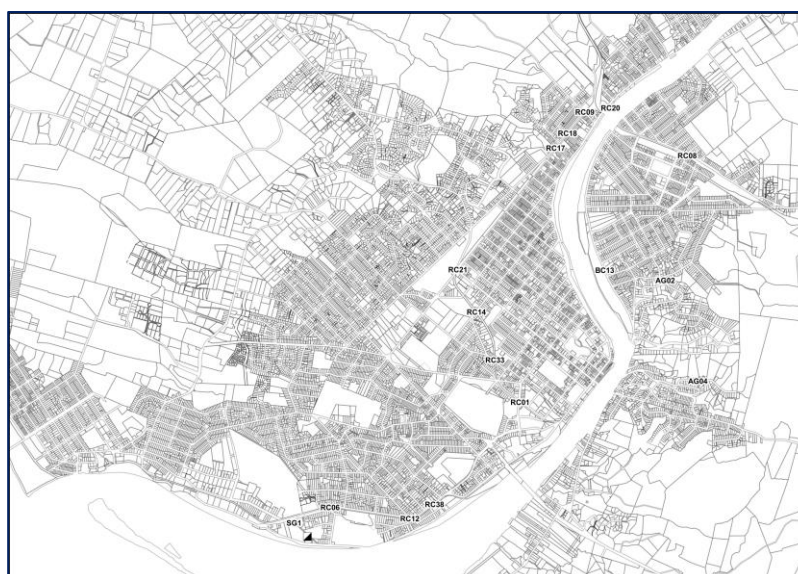 RC09
RC20
RC18
RC17
RC08
RC21
BC13
AG02
RC14
RC33
AG04
RC01
RC38
RC06
RC12
SG1